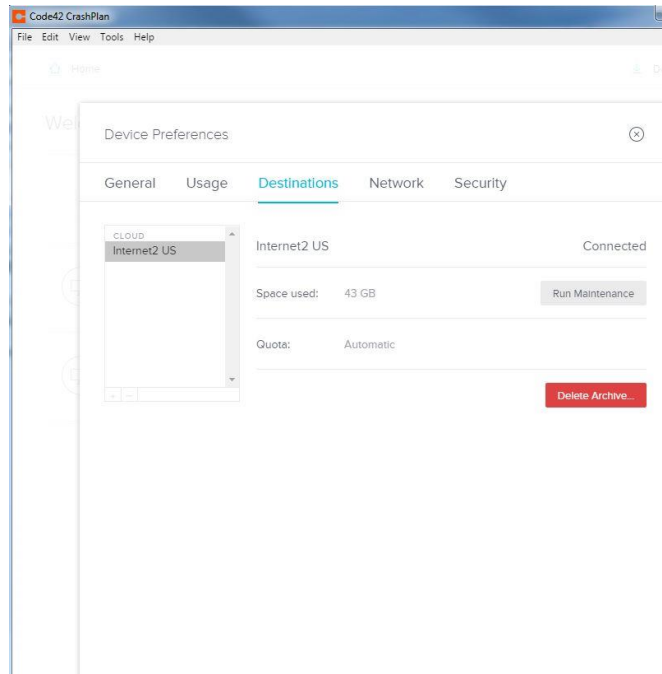 Code42 CrashPlan
File Edit View Tools Help
Home
Wel
Device Preferences
General Usage Destinations Network Security
CLOUD
Internet2 US
Internet2 US Connected
Space used: 43 GB Run Maintenance
Quota: Automatic
+ -
Delete Archive...